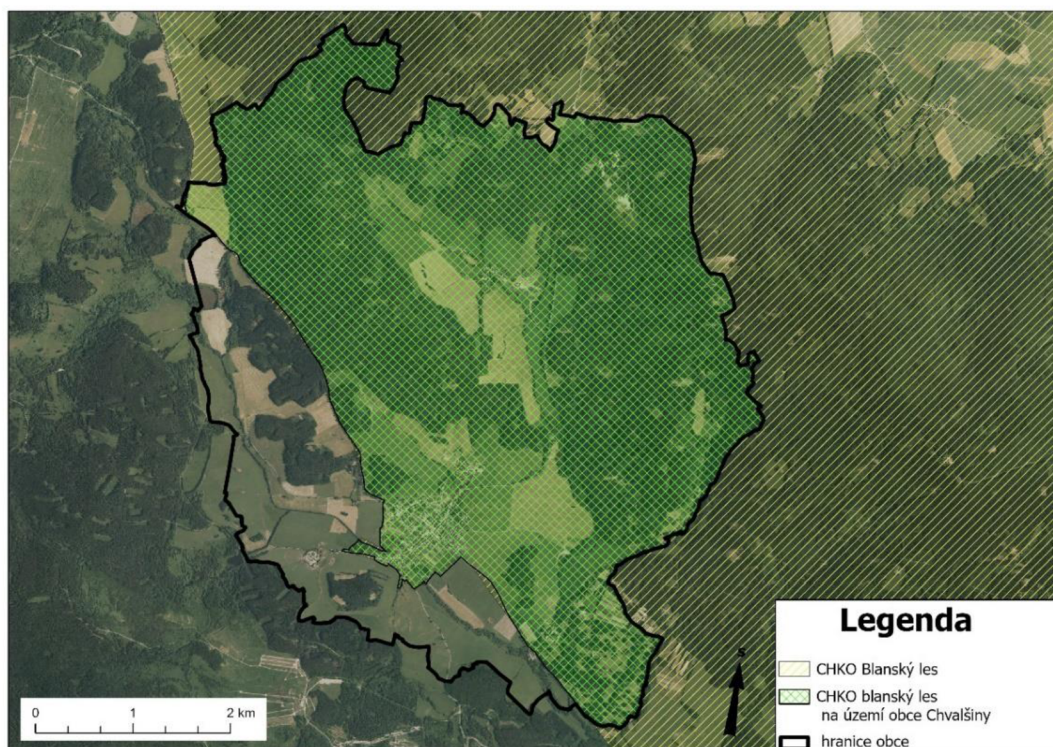 Legenda
CHKO Blanský les
CHKO blanský les
na území obce Chvalšiny
hranice obce
S
0 1 2 km